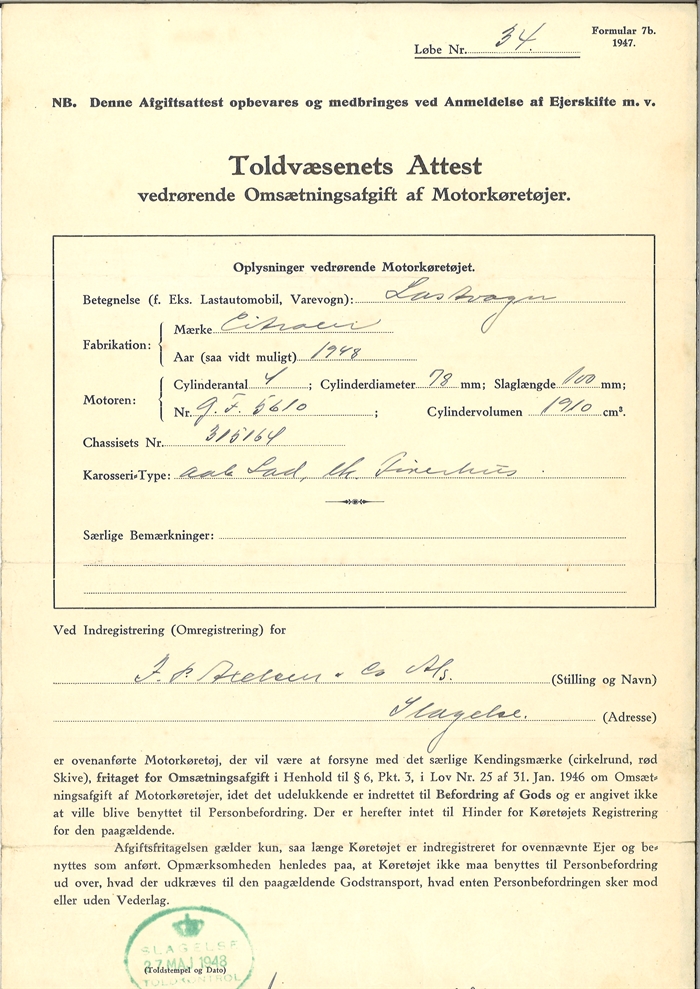 Formular 7b.
1947.
Løbe Nr. 34.
NB. Denne Afgiftsattest opbevares og medbringes ved Anmeldelse af Ejerskifte m. v.
Toldvæsenets Attest
vedrørende Omsætningsafgift af Motorkøretøjer.
Oplysninger vedrørende Motorkøretøjet.
Betegnelse (f. Eks. Lastautomobil, Varevogn): Lastvogn
Fabrikation: Mærke Citroen
Aar (saa vidt muligt) 1948
Motoren: Cylinderantal 4 ; Cylinderdiameter 78 mm; Slaglængde 100 mm;
Nr. 9. F. 5610 ; Cylindervolumen 1910 cm³.
Chassisets Nr. 315164
Karosseri-Type: aab Lad, lk. Førerhus
Særlige Bemærkninger:
Ved Indregistrering (Omregistrering) for
Co A/s. (Stilling og Navn)
Slagelse. (Adresse)
er ovenanførte Motorkøretøj, der vil være at forsyne med det særlige Kendingsmærke (cirkelrund, rød
Skive), fritaget for Omsætningsafgift i Henhold til § 6, Pkt. 3, i Lov Nr. 25 af 31. Jan. 1946 om Omsæt-
ningsafgift af Motorkøretøjer, idet det udelukkende er indrettet til Befordring af Gods og er angivet ikke
at ville blive benyttet til Personbefordring. Der er herefter intet til Hinder for Køretøjets Registrering
for den paagældende.
Afgiftsfritagelsen gælder kun, saa længe Køretøjet er indregistreret for ovennævnte Ejer og be-
nyttes som anført. Opmærksomheden henledes paa, at Køretøjet ikke maa benyttes til Personbefordring
ud over, hvad der udkræves til den paagældende Godstransport, hvad enten Personbefordringen sker mod
eller uden Vederlag.
SLAGELSE
27 MAJ 1948
(Toldstempel og Dato)
TOLDKONTROL